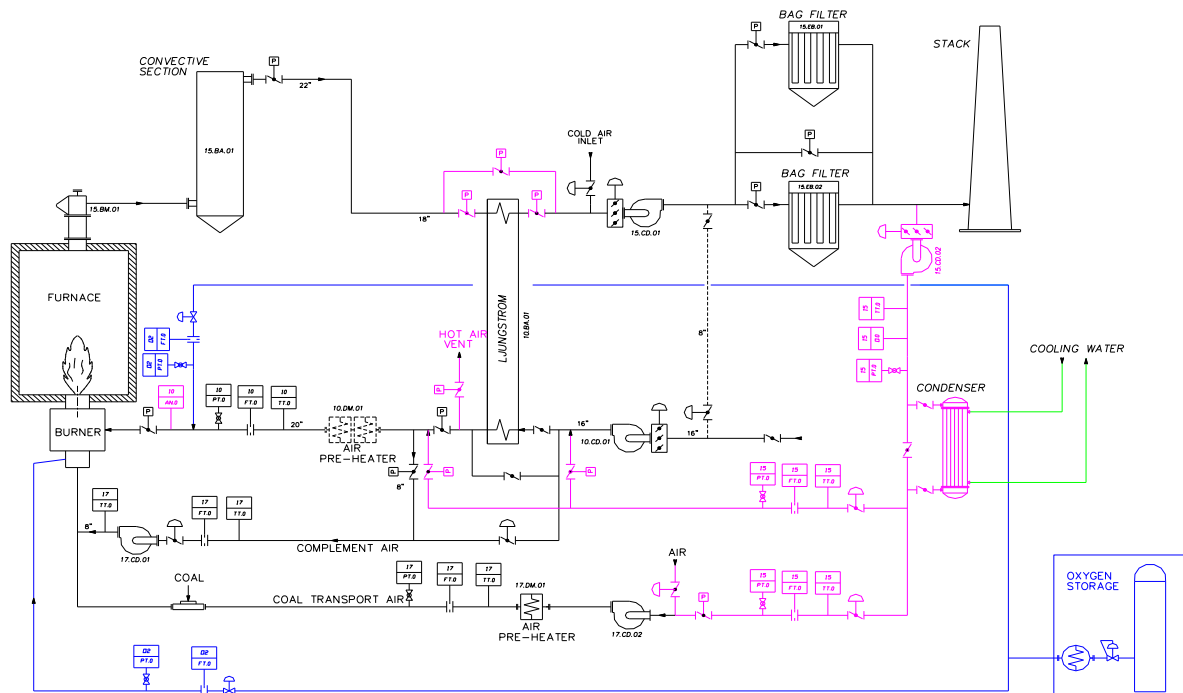 BAG FILTER
15.EB.01
STACK
CONVECTIVE
SECTION
P
P
22"
COLD AIR
INLET
P
P
15.BA.01
BAG FILTER
15.EB.02
P
P
P
15.BM.01
18"
15.CD.01
15.CD.02
FURNACE
LJUNGSTROM
10.BA.01
8"
HOT AIR
VENT
O2
FT.0
O2
PT.0
15
TT.0
15
O.0
15
PT.0
COOLING WATER
CONDENSER
P
10
AN.0
10
PT.0
10
FT.0
10
TT.0
10.DM.01
P
P
BURNER
20"
AIR
PRE-HEATER
16"
10.CD.01
16"
P
8"
P
P
15
PT.0
15
FT.0
15
TT.0
17
TT.0
8"
17.CD.01
17
FT.0
17
TT.0
COMPLEMENT AIR
COAL
COAL TRANSPORT AIR
17
PT.0
17
FT.0
17
TT.0
17.DM.01
AIR
PRE-HEATER
17.CD.02
AIR
P
P
15
PT.0
15
FT.0
15
TT.0
OXYGEN
STORAGE
O2
PT.0
O2
FT.0